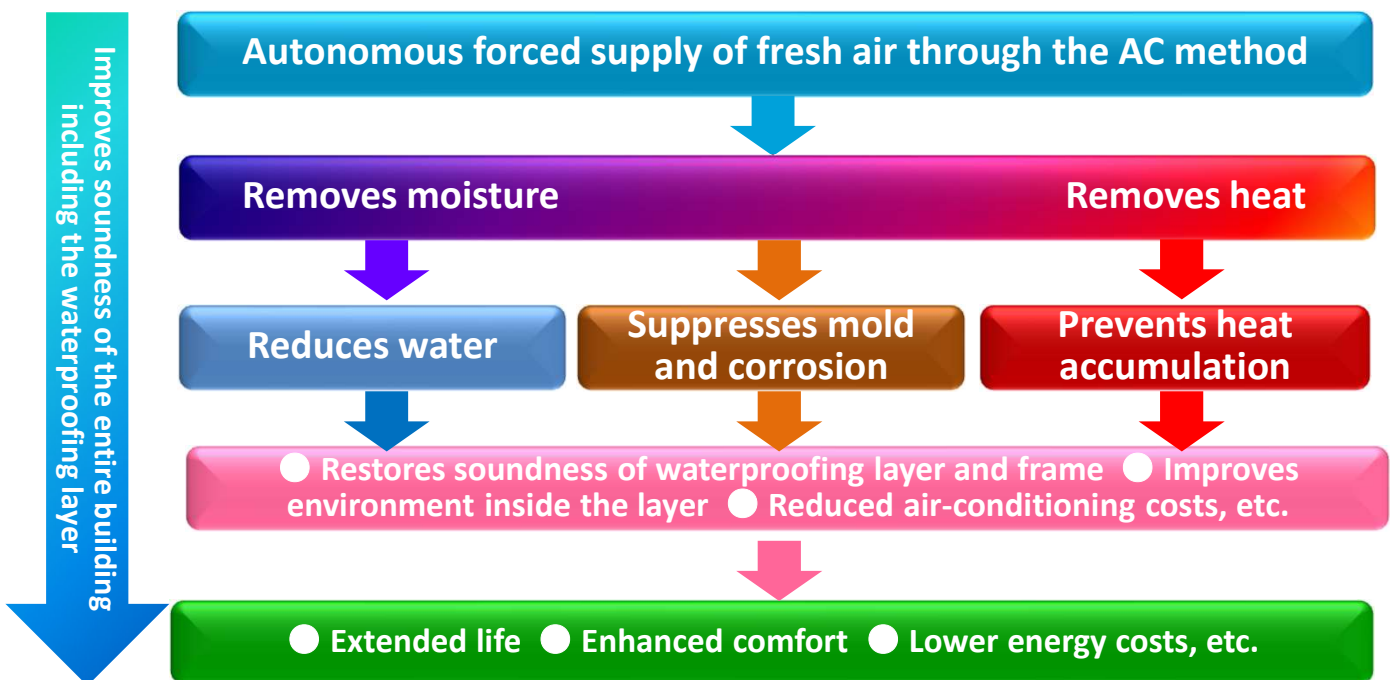 Improves soundness of the entire building
including the waterproofing layer
Autonomous forced supply of fresh air through the AC method
Removes moisture
Removes heat
Reduces water
Suppresses mold
and corrosion
Prevents heat
accumulation
● Restores soundness of waterproofing layer and frame ● Improves
environment inside the layer ● Reduced air-conditioning costs, etc.
● Extended life ● Enhanced comfort ● Lower energy costs, etc.